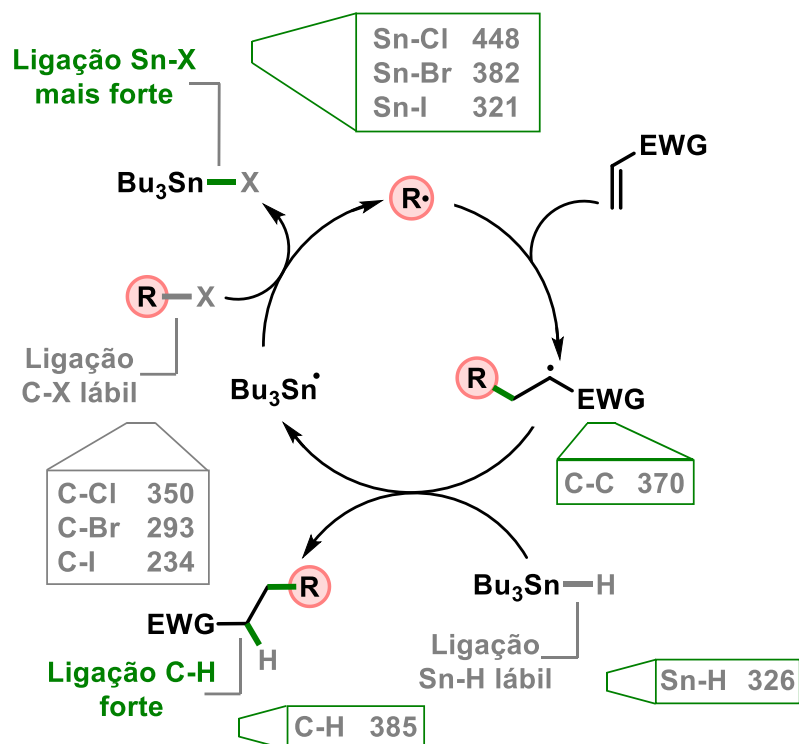 Ligação Sn-X
mais forte
Sn-Cl 448
Sn-Br 382
Sn-I 321
EWG
Bu₃Sn-X
R•
R-X
Ligação
C-X lábil
Bu₃Sn•
R
EWG
C-Cl 350
C-Br 293
C-I 234
C-C 370
R
EWG
H
Bu₃Sn-H
Ligação C-H
forte
Ligação
Sn-H lábil
Sn-H 326
C-H 385